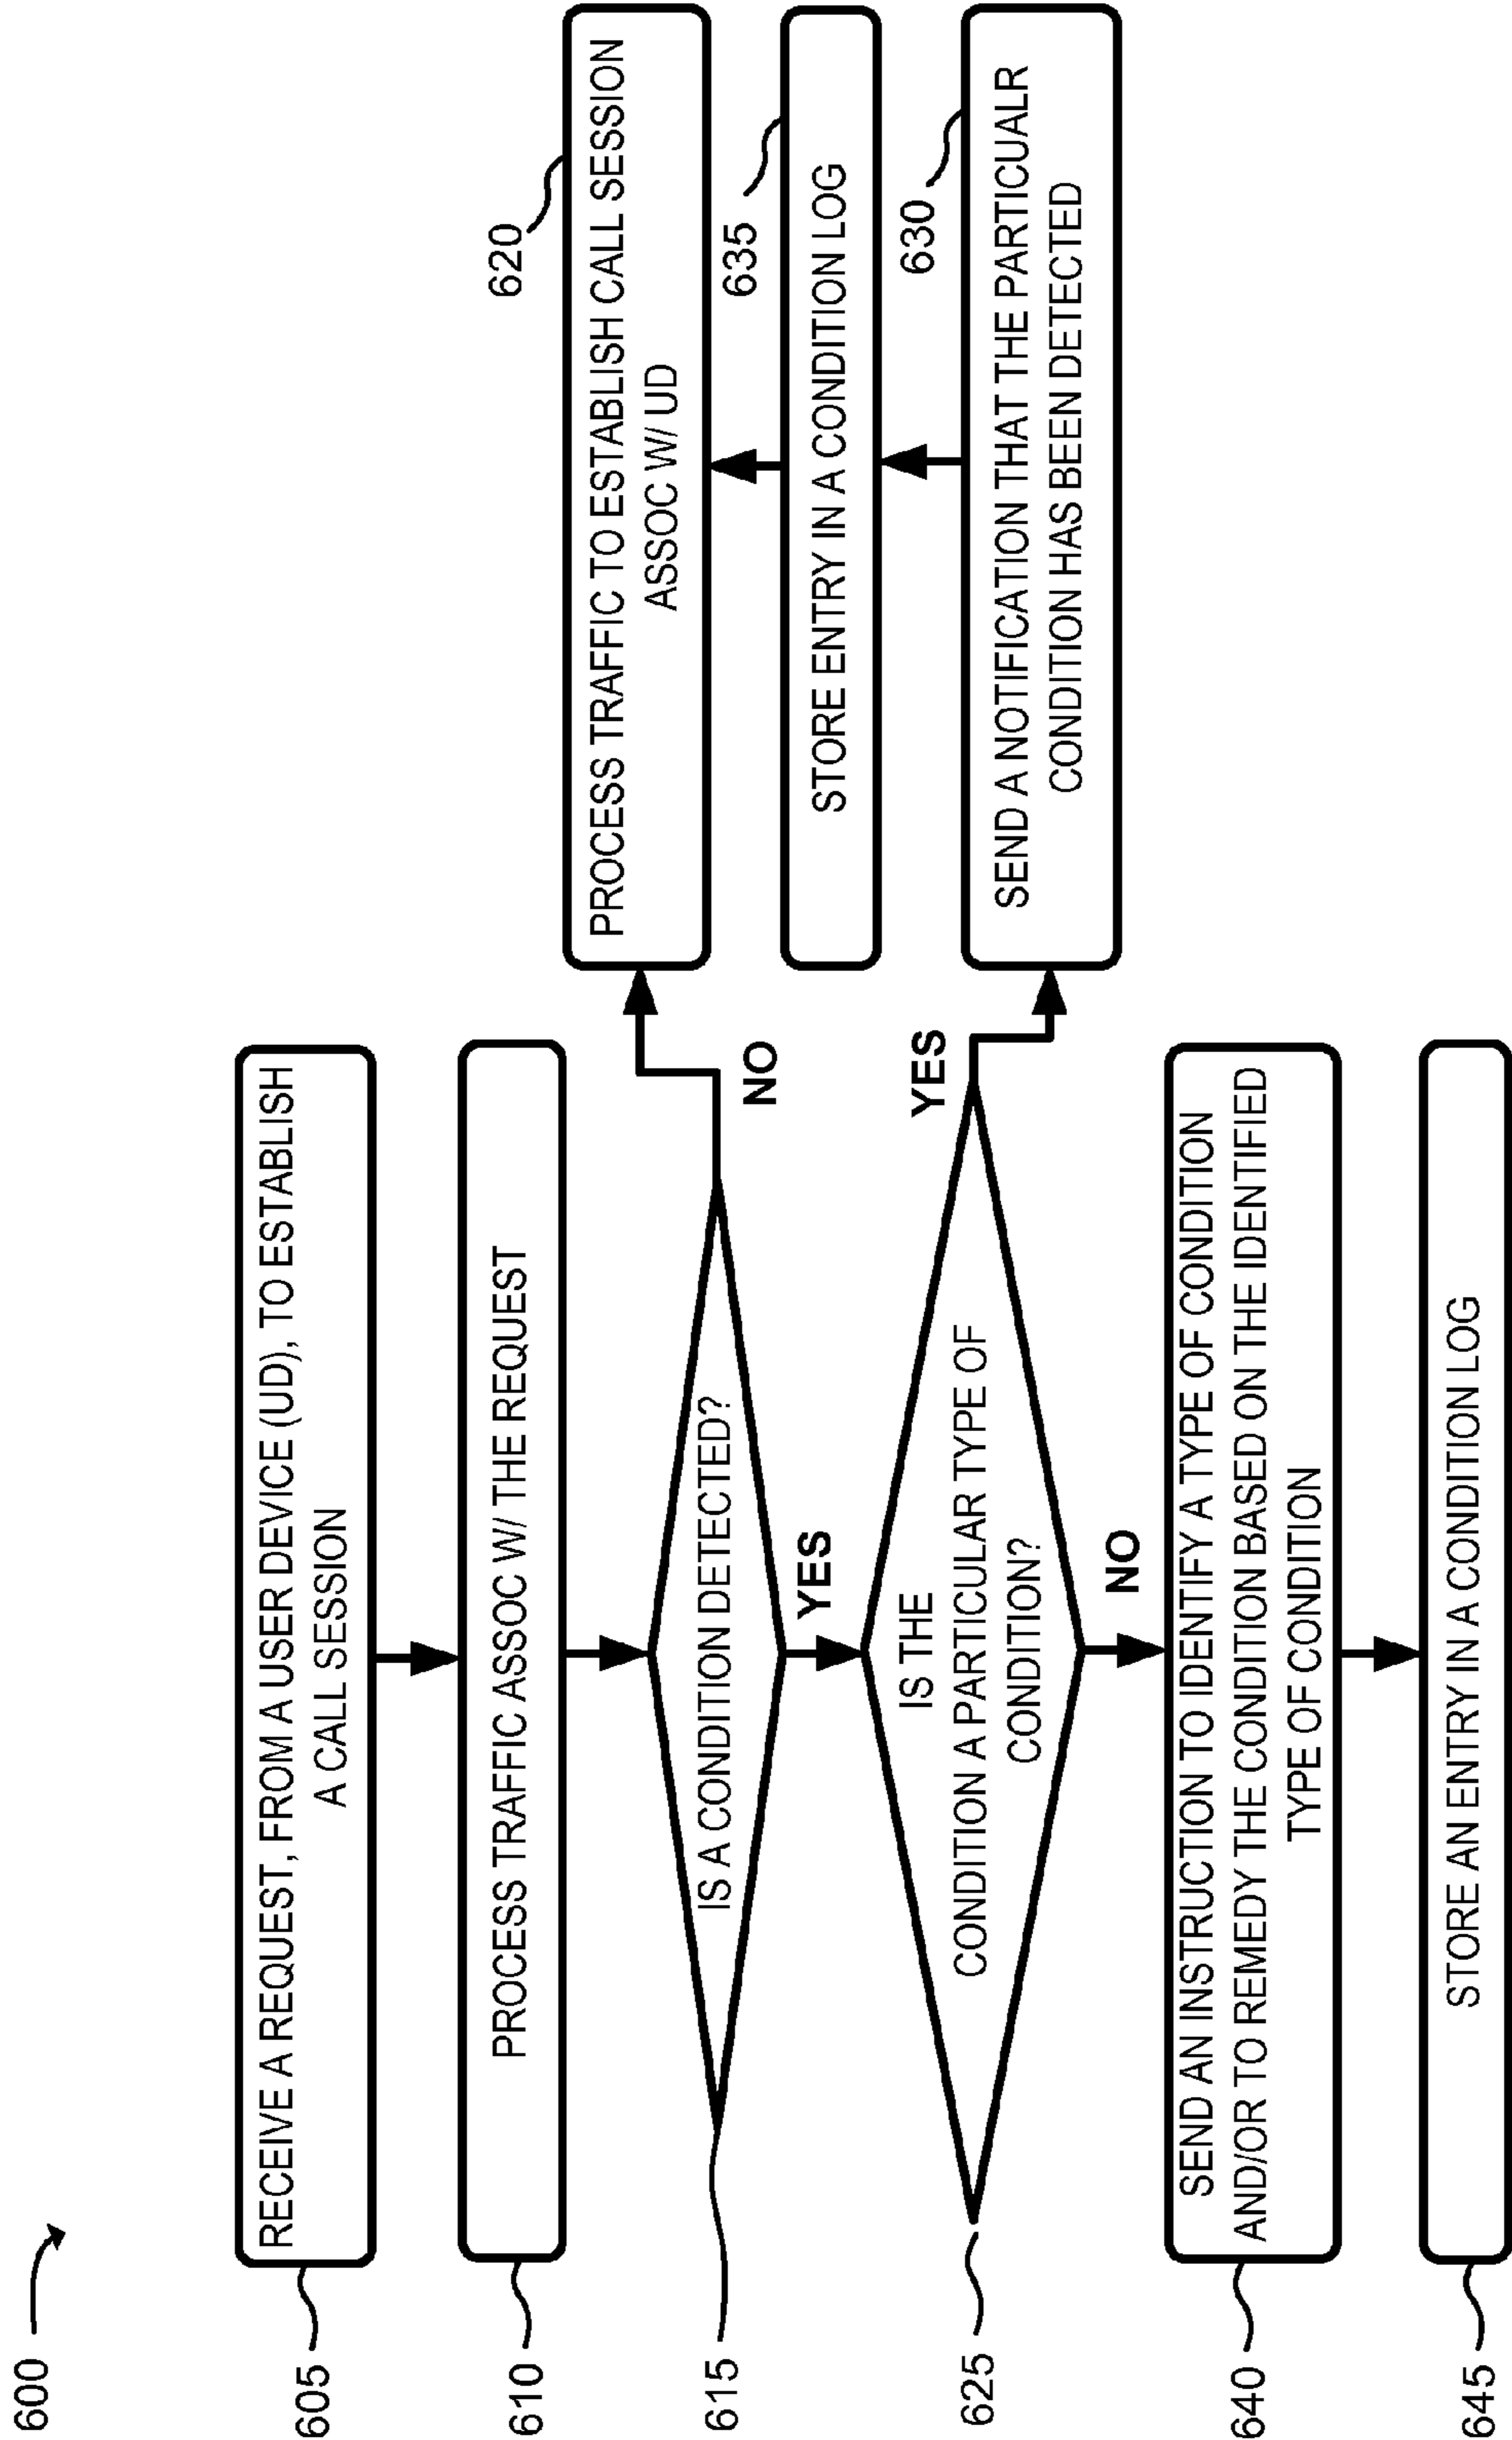 600
605
RECEIVE A REQUEST, FROM A USER DEVICE (UD), TO ESTABLISH
A CALL SESSION
610
PROCESS TRAFFIC ASSOC W/ THE REQUEST
615
IS A CONDITION DETECTED?
NO
620
PROCESS TRAFFIC TO ESTABLISH CALL SESSION
ASSOC W/ UD
YES
635
STORE ENTRY IN A CONDITION LOG
625
IS THE
CONDITION A PARTICULAR TYPE OF
CONDITION?
YES
630
SEND A NOTIFICATION THAT THE PARTICUALR
CONDITION HAS BEEN DETECTED
NO
640
SEND AN INSTRUCTION TO IDENTIFY A TYPE OF CONDITION
AND/OR TO REMEDY THE CONDITION BASED ON THE IDENTIFIED
TYPE OF CONDITION
645
STORE AN ENTRY IN A CONDITION LOG